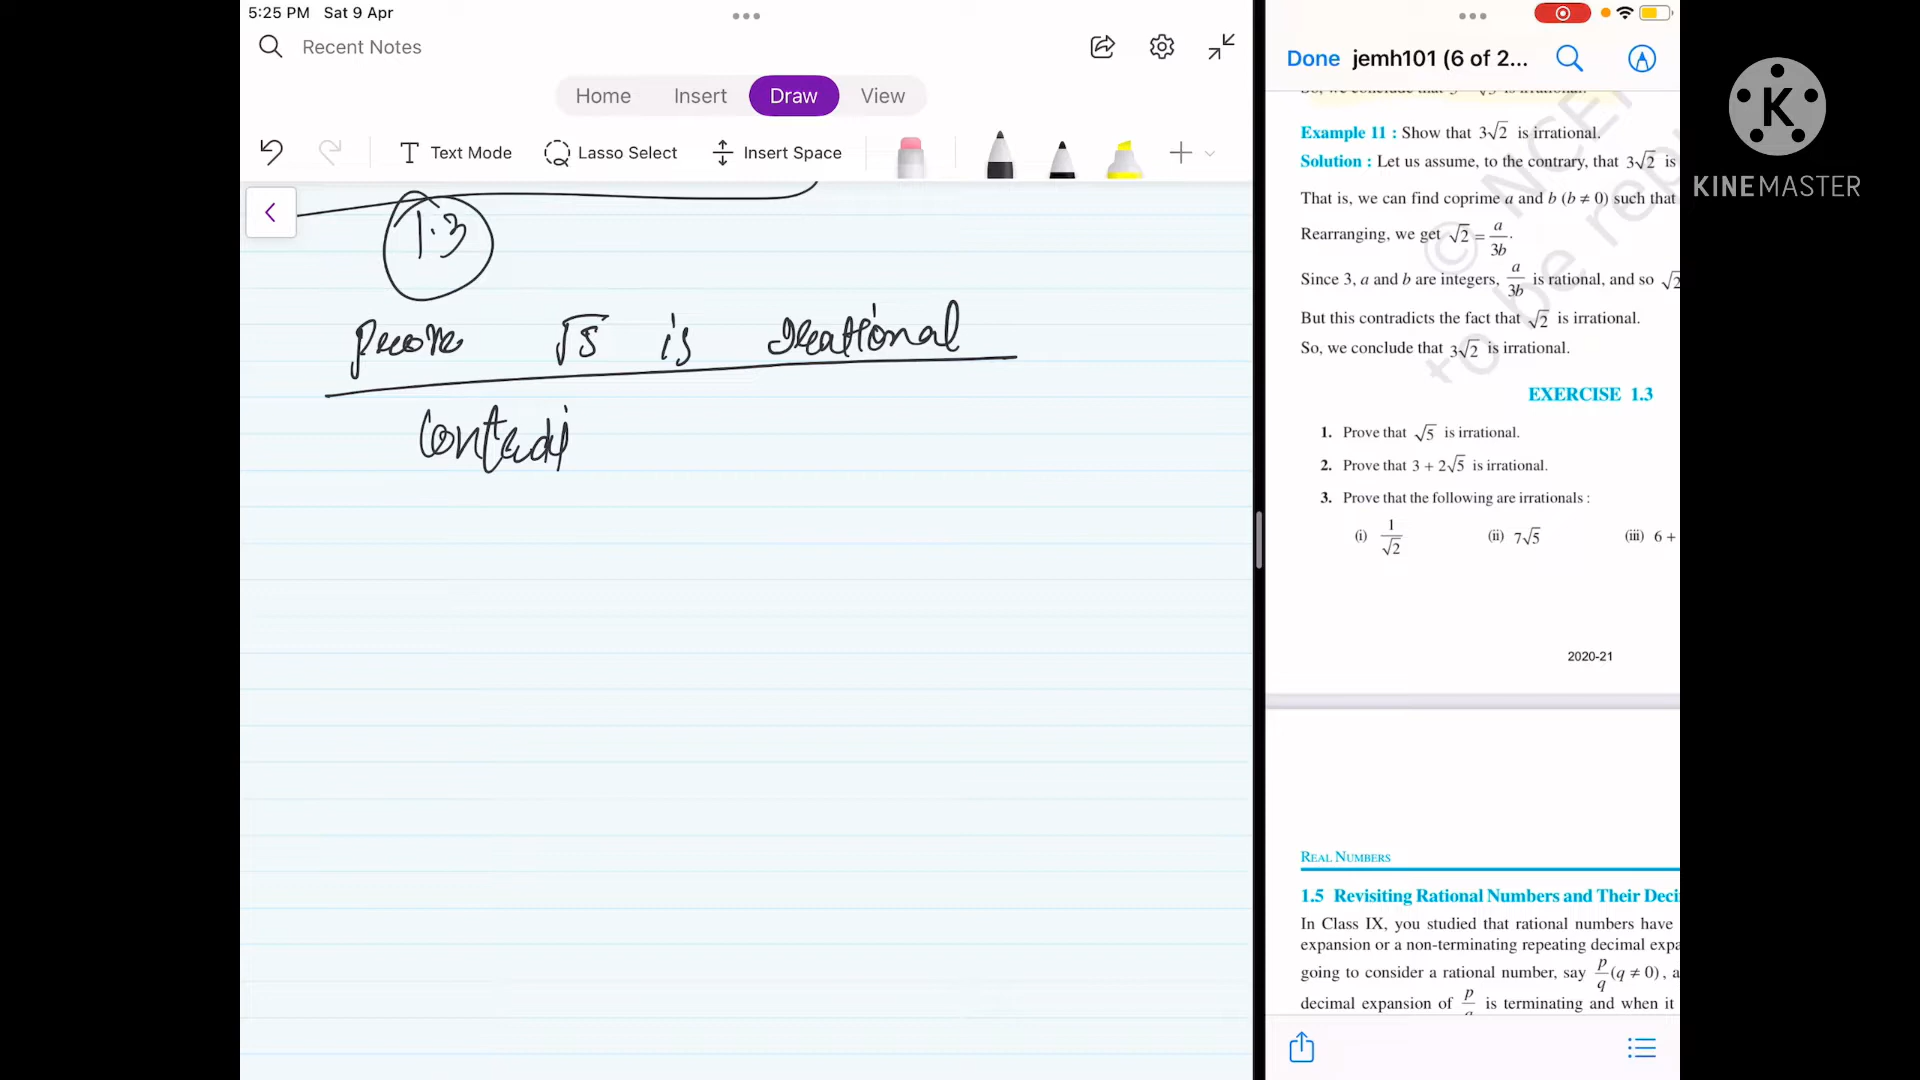 5:25 PM Sat 9 Apr
Recent Notes
Home Insert Draw View
Text Mode Lasso Select Insert Space
1.3
prove √5 is
Contradi
Done jemh101 (6 of 2...
Example 11 : Show that 3√2 is irrational.
Solution : Let us assume, to the contrary, that 3√2 is
That is, we can find coprime a and b (b ≠ 0) such that
Rearranging, we get √2 = a/3b.
Since 3, a and b are integers, a/3b is rational, and so √2
But this contradicts the fact that √2 is irrational.
So, we conclude that 3√2 is irrational.
EXERCISE 1.3
1. Prove that √5 is irrational.
2. Prove that 3 + 2√5 is irrational.
3. Prove that the following are irrationals :
(i) 1/√2 (ii) 7√5 (iii) 6 +
2020-21
REAL NUMBERS
1.5 Revisiting Rational Numbers and Their Deci
In Class IX, you studied that rational numbers have
expansion or a non-terminating repeating decimal expa
going to consider a rational number, say p/q (q ≠ 0), a
decimal expansion of p/q is terminating and when it
© NCE
to be rep
K
KINEMASTER